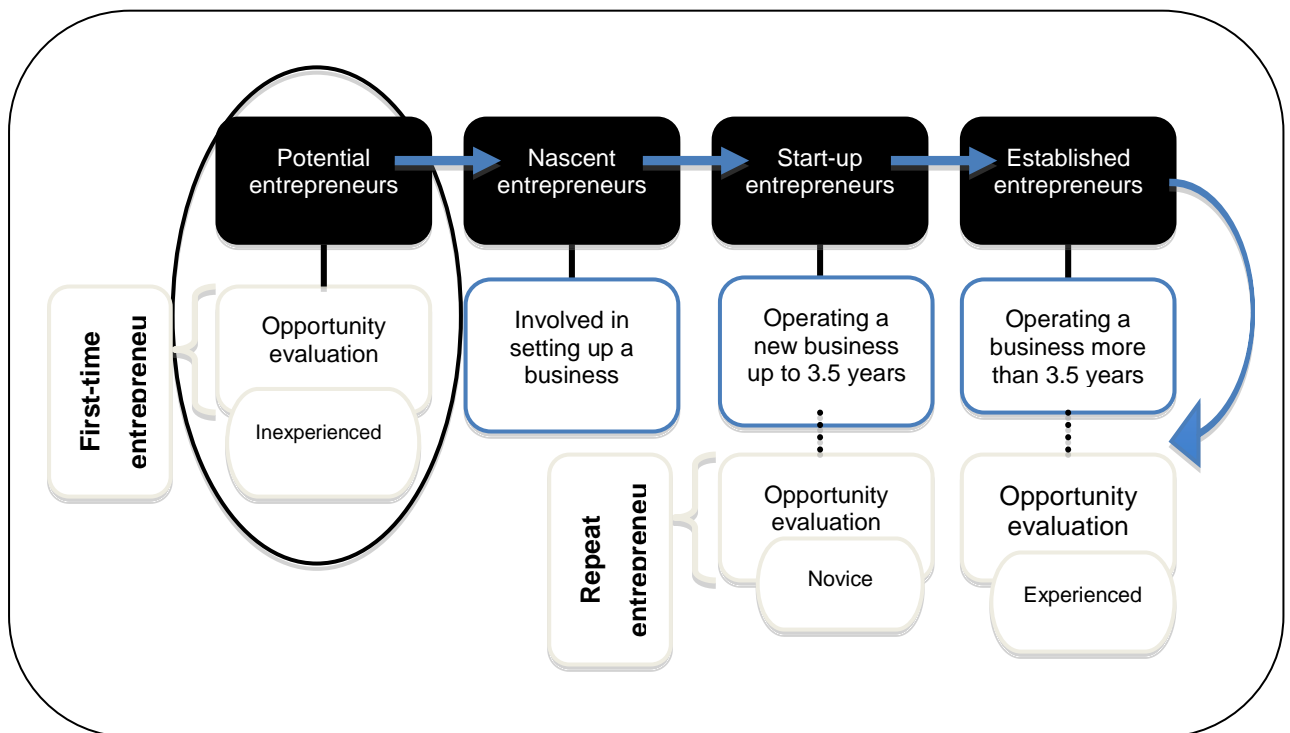 Potential
entrepreneurs
Nascent
entrepreneurs
Start-up
entrepreneurs
Established
entrepreneurs
First-time
entrepreneu
Opportunity
evaluation
Inexperienced
Involved in
setting up a
business
Operating a
new business
up to 3.5 years
Operating a
business more
than 3.5 years
Repeat
entrepreneu
Opportunity
evaluation
Novice
Opportunity
evaluation
Experienced